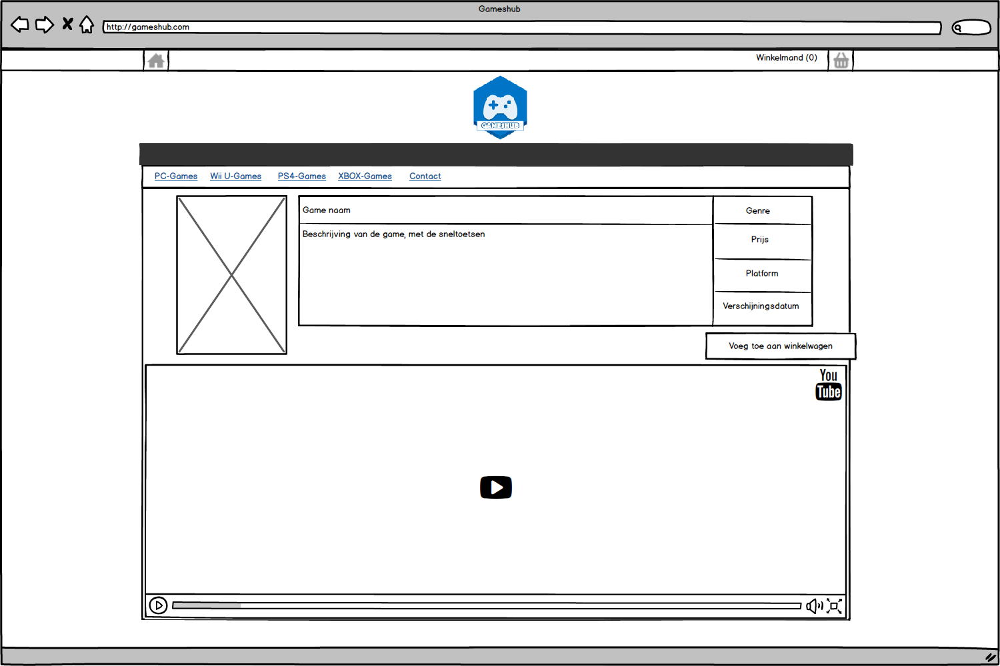 Gameshub
http://gameshub.com
Winkelmand (0)
GAMESHUB
PC-Games Wii U-Games PS4-Games XBOX-Games Contact
Game naam
Genre
Beschrijving van de game, met de sneltoetsen
Prijs
Platform
Verschijningsdatum
Voeg toe aan winkelwagen
You
Tube